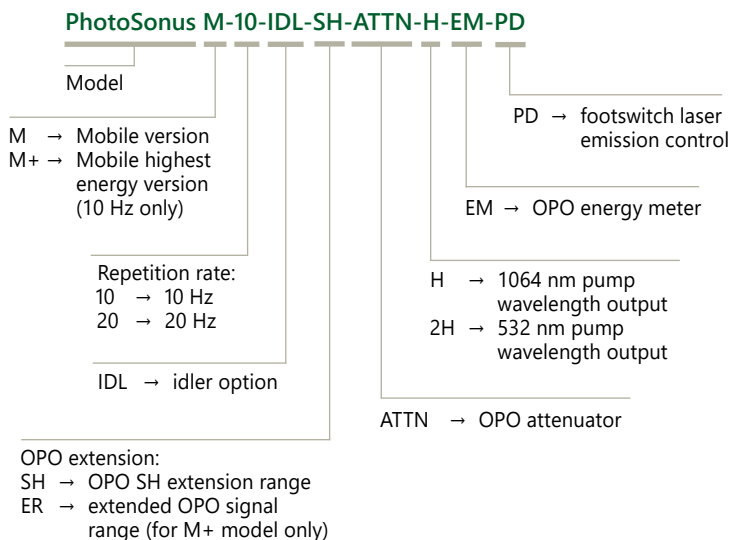 PhotoSonus M-10-IDL-SH-ATTN-H-EM-PD
Model
M → Mobile version
M+ → Mobile highest
energy version
(10 Hz only)
Repetition rate:
10 → 10 Hz
20 → 20 Hz
IDL → idler option
OPO extension:
SH → OPO SH extension range
ER → extended OPO signal
range (for M+ model only)
PD → footswitch laser
emission control
EM → OPO energy meter
H → 1064 nm pump
wavelength output
2H → 532 nm pump
wavelength output
ATTN → OPO attenuator